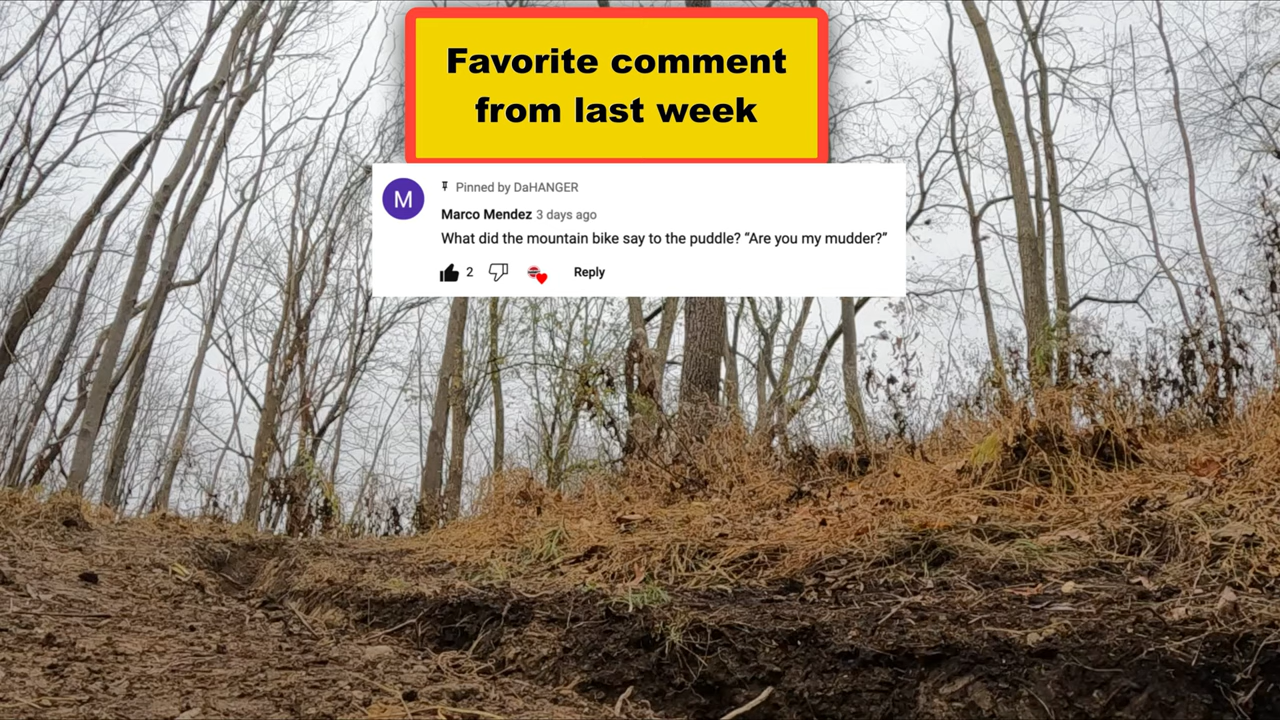 Favorite comment
from last week
Pinned by DaHANGER
Marco Mendez 3 days ago
What did the mountain bike say to the puddle? “Are you my mudder?”
2 Reply
M